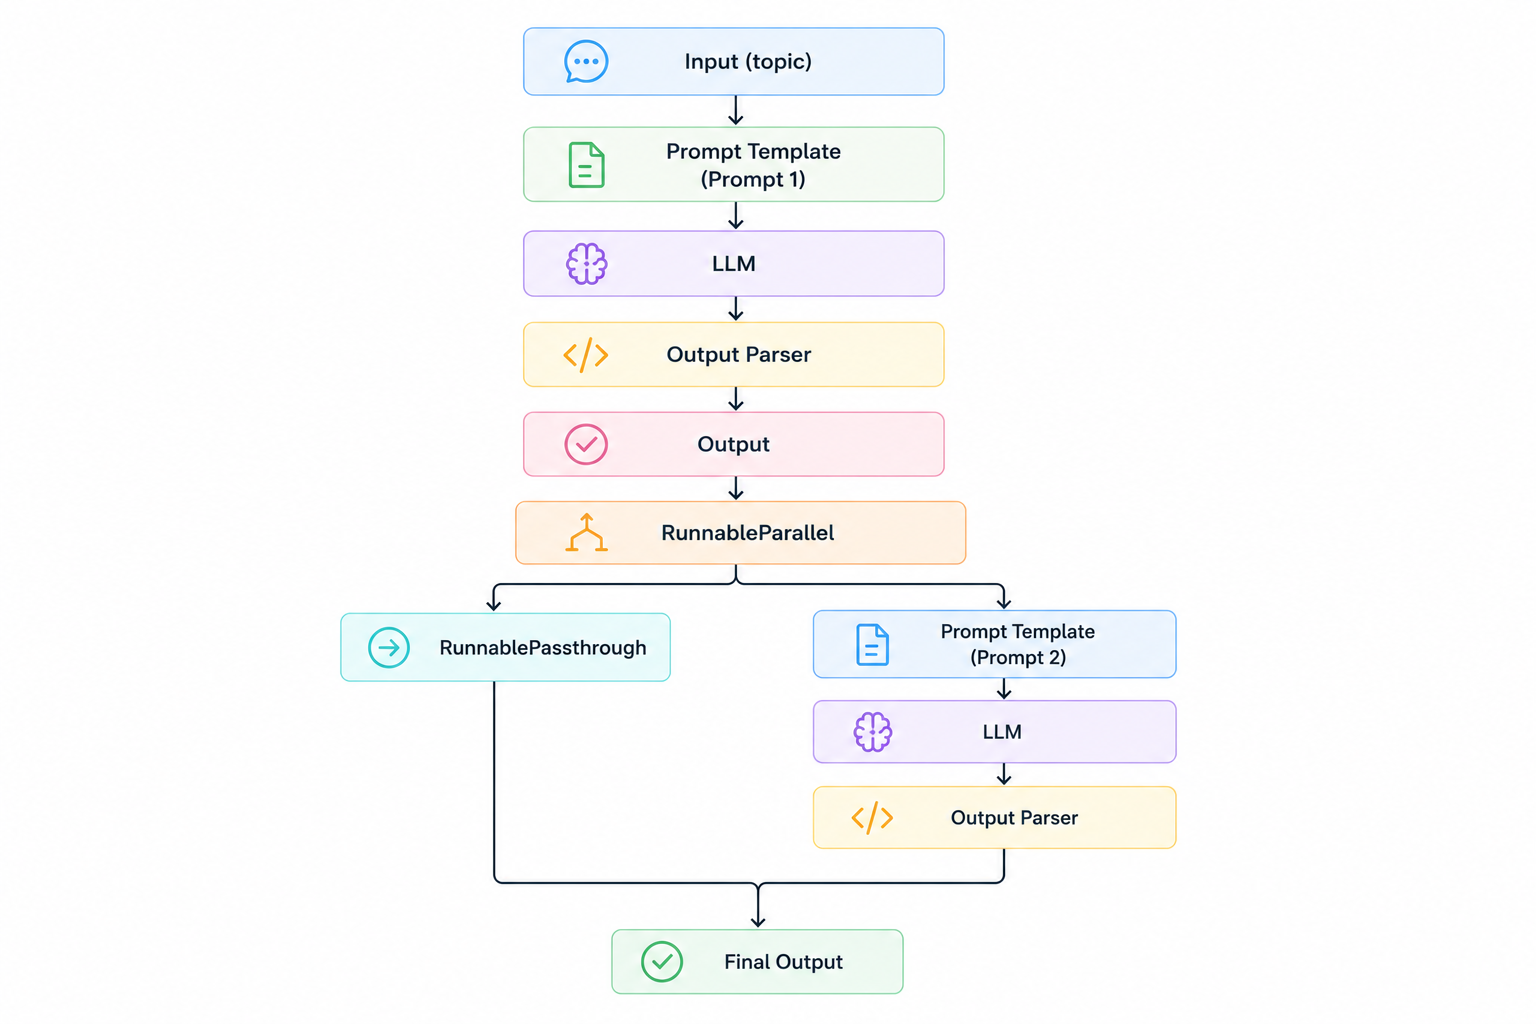 Input (topic)
Prompt Template
(Prompt 1)
LLM
Output Parser
Output
RunnableParallel
RunnablePassthrough
Prompt Template
(Prompt 2)
LLM
Output Parser
Final Output